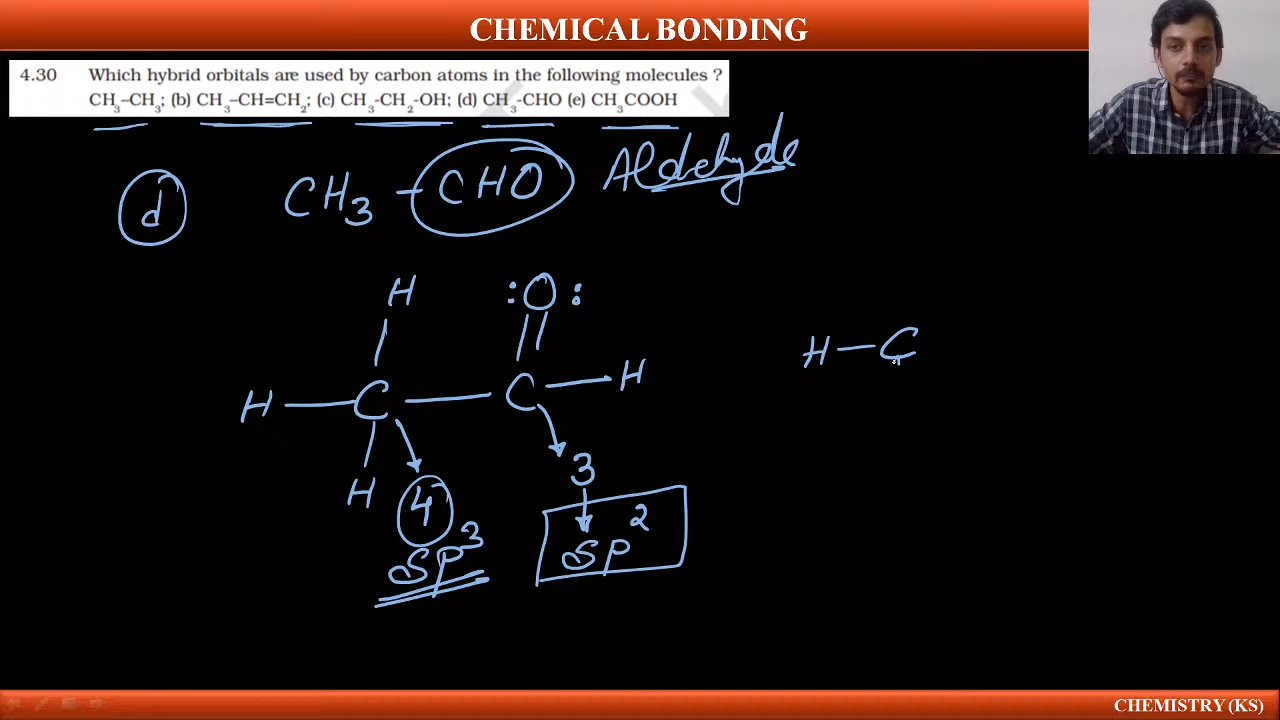 CHEMICAL BONDING
4.30 Which hybrid orbitals are used by carbon atoms in the following molecules ?
CH₃–CH₃; (b) CH₃–CH=CH₂; (c) CH₃-CH₂-OH; (d) CH₃-CHO (e) CH₃COOH
d CH₃ – CHO Aldehyde
H :O:
H – C
H – C – C – H
H 4 3
SP³ SP²
CHEMISTRY (KS)